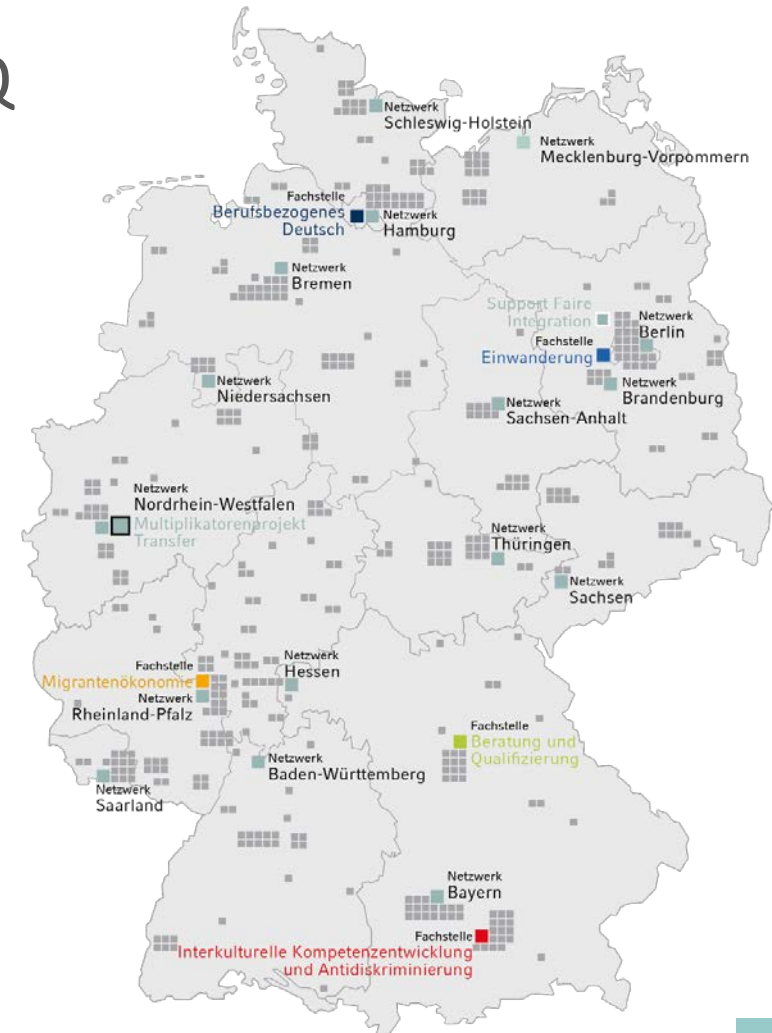 Q
Netzwerk
Schleswig-Holstein
Netzwerk
Mecklenburg-Vorpommern
Fachstelle
Berufsbezogenes
Deutsch
Netzwerk
Hamburg
Netzwerk
Bremen
Support Faire
Integration
Netzwerk
Berlin
Fachstelle
Einwanderung
Netzwerk
Niedersachsen
Netzwerk
Brandenburg
Netzwerk
Sachsen-Anhalt
Netzwerk
Nordrhein-Westfalen
Multiplikatorenprojekt
Transfer
Netzwerk
Thüringen
Netzwerk
Sachsen
Netzwerk
Hessen
Fachstelle
Migrantenökonomie
Netzwerk
Rheinland-Pfalz
Fachstelle
Beratung und
Qualifizierung
Netzwerk
Baden-Württemberg
Netzwerk
Saarland
Netzwerk
Bayern
Fachstelle
Interkulturelle Kompetenzentwicklung
und Antidiskriminierung